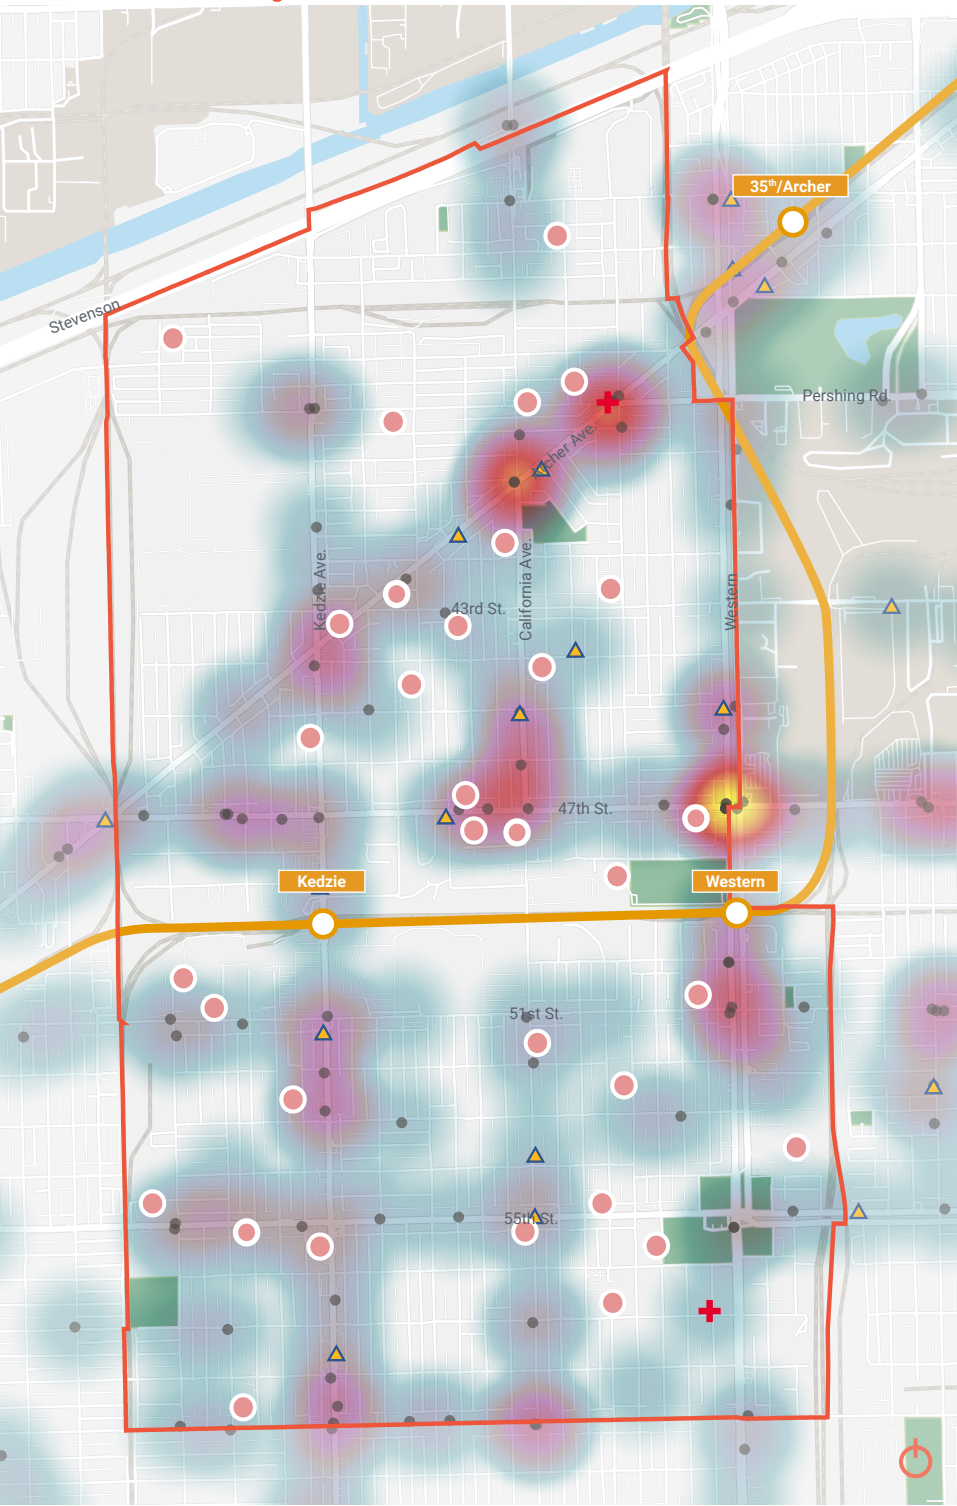 35th/Archer
Stevenson
Pershing Rd.
Archer Ave
Kedzie Ave.
California Ave.
Western
43rd St.
47th St.
Kedzie
Western
51st St.
55th St.